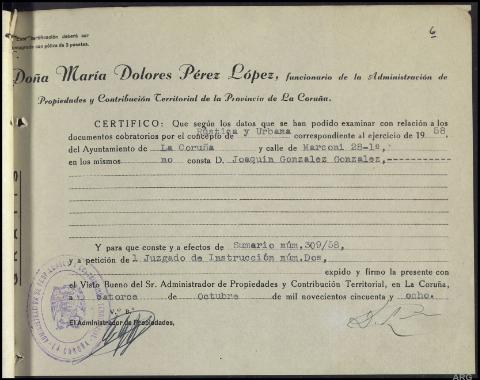 6
Esta certificación deberá ser
reintegrada con póliza de 3 pesetas.
Doña María Dolores Pérez López, funcionario de la Administración de
Propiedades y Contribución Territorial de la Provincia de La Coruña.
CERTIFICO: Que según los datos que se han podido examinar con relación a los
documentos cobratorios por el concepto de Rústica y Urbana correspondiente al ejercicio de 1958,
del Ayuntamiento de La Coruña y calle de Marconi 28-1º,
en los mismos no consta D. Joaquin Gonzalez Gonzalez,-----------
GRATIS
Y para que conste y a efectos de Sumario núm. 309/58,
y a petición de l Juzgado de Instrucción núm. Dos,
expido y firmo la presente con
el Visto Bueno del Sr. Administrador de Propiedades y Contribución Territorial, en La Coruña,
a catorce de Octubre de mil novecientos cincuenta y ocho.
V.º B.º
El Administrador de Propiedades,
LA CORUÑA
ARG